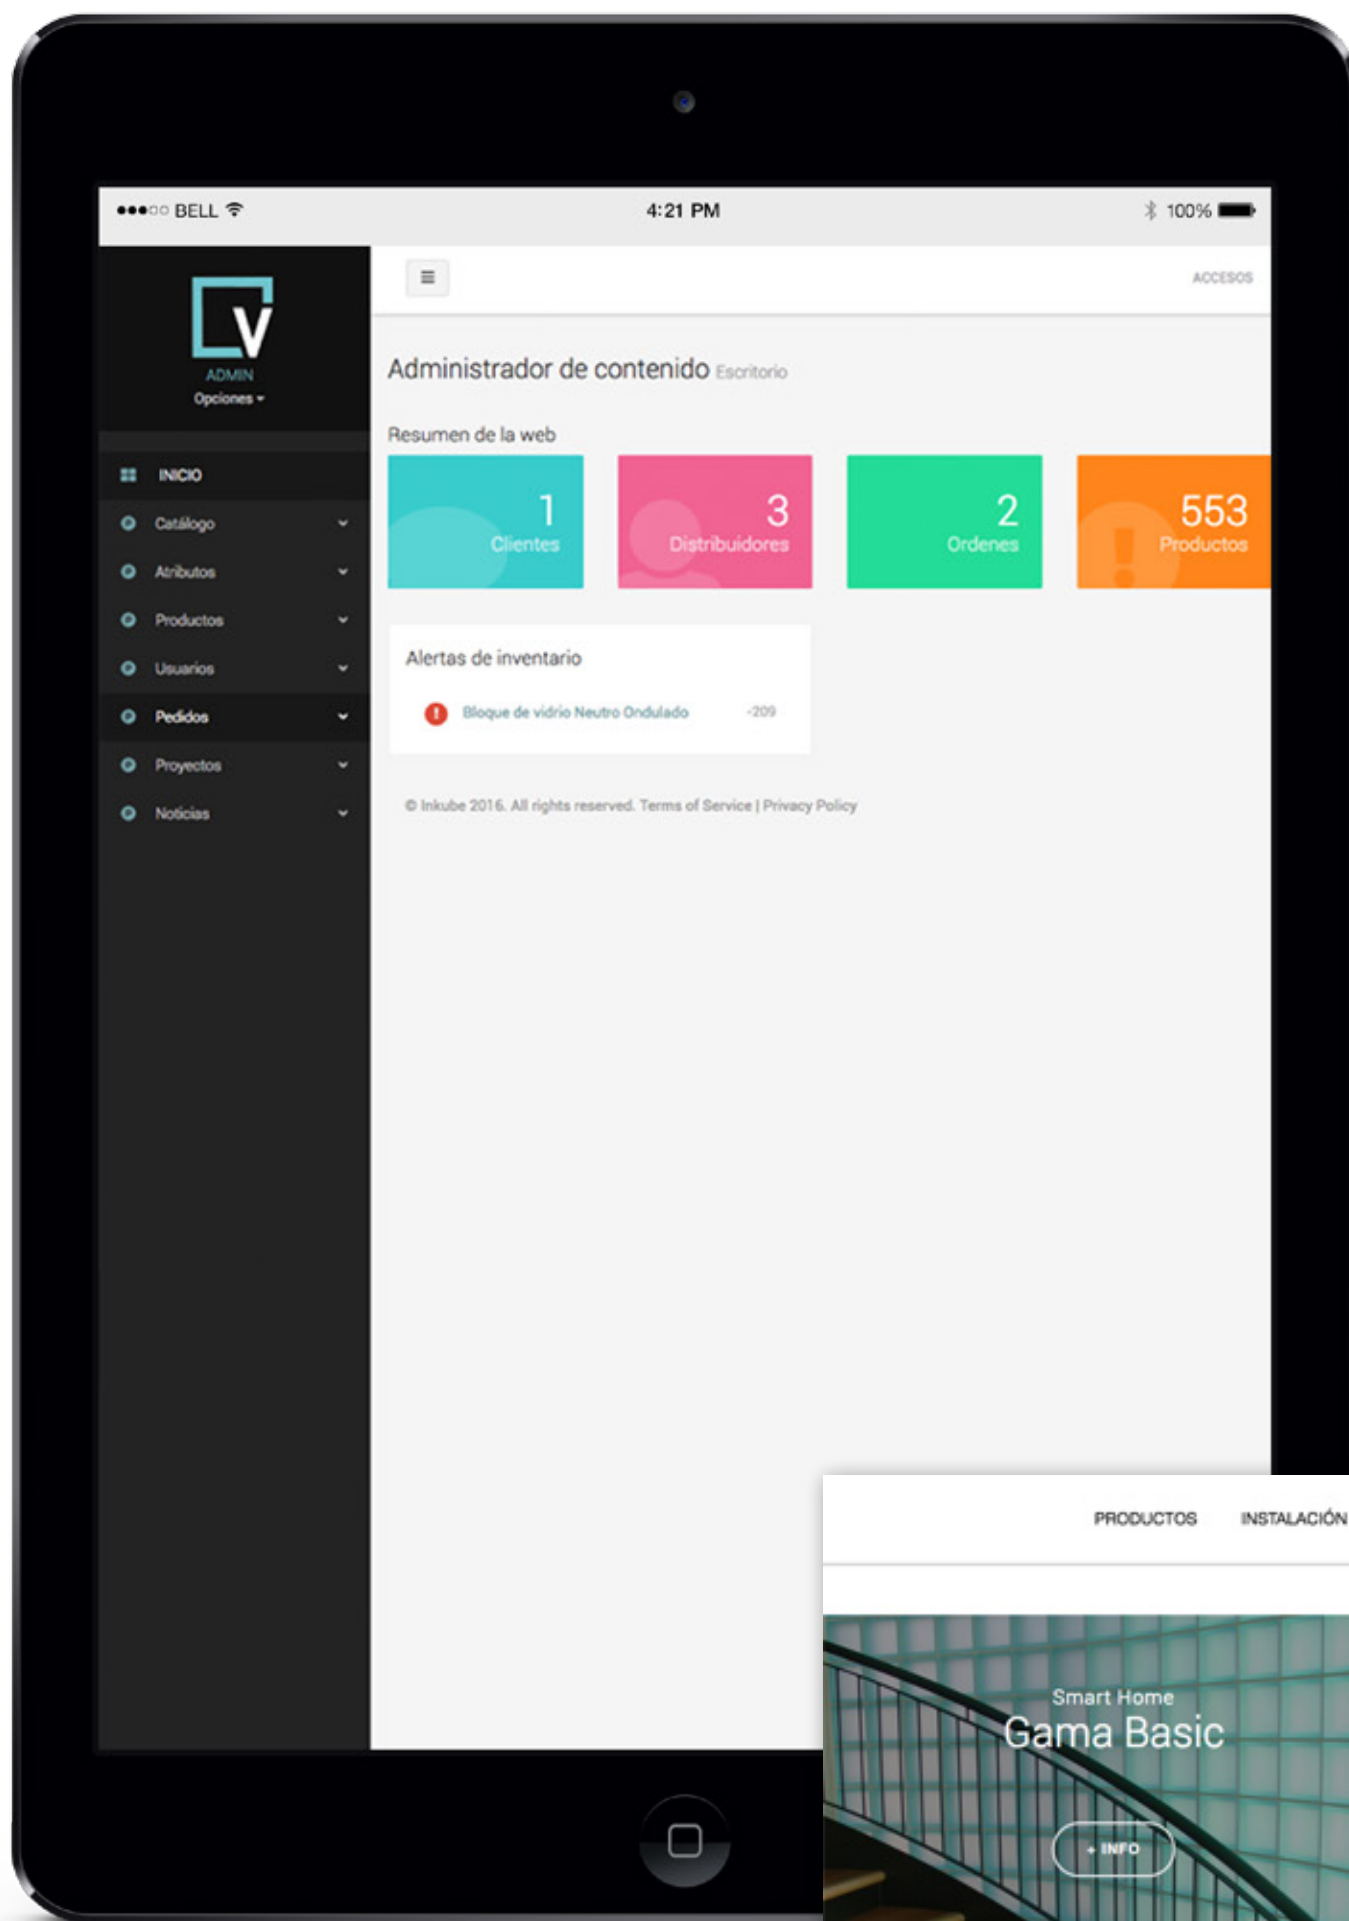 BELL
4:21 PM
100%
V
ADMIN
Opciones
INICIO
Catálogo
Atributos
Productos
Usuarios
Pedidos
Proyectos
Noticias
ACCESOS
Administrador de contenido Escritorio
Resumen de la web
1
Clientes
3
Distribuidores
2
Ordenes
553
Productos
Alertas de inventario
Bloque de vidrio Neutro Ondulado -209
© Inkube 2016. All rights reserved. Terms of Service | Privacy Policy
PRODUCTOS INSTALACIÓN
Smart Home
Gama Basic
+ INFO